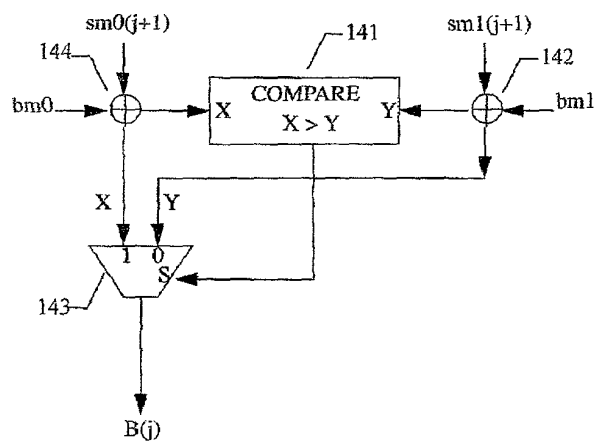 sm0(j+1)
141
sm1(j+1)
144
142
COMPARE
bm0
X
Y
bm1
X > Y
X
Y
1
0
S
143
B(j)